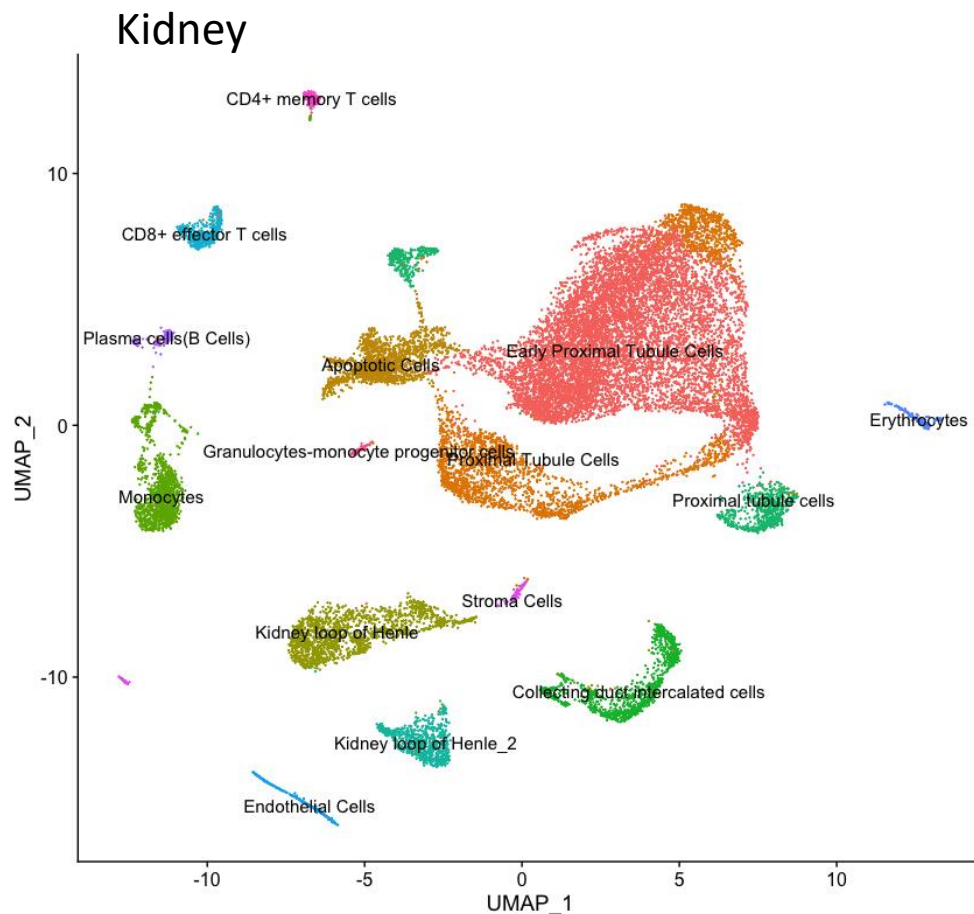 Kidney
CD4+ memory T cells
10
CD8+ effector T cells
Plasma cells(B Cells)
Early Proximal Tubule Cells
Apoptotic Cells
Erythrocytes
0
Granulocytes-monocyte progenitor cells
Proximal Tubule Cells
UMAP_2
Monocytes
Proximal tubule cells
Stroma Cells
Kidney loop of Henle
-10
Collecting duct intercalated cells
Kidney loop of Henle_2
Endothelial Cells
-10 -5 0 5 10
UMAP_1